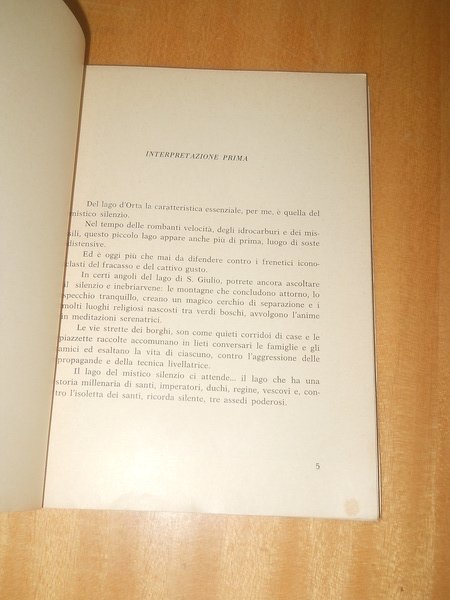 INTERPRETAZIONE PRIMA
Del lago d'Orta la caratteristica essenziale, per me, è quella del
mistico silenzio.
Nel tempo delle rombanti velocità, degli idrocarburi e dei mis-
sili, questo piccolo lago appare anche più di prima, luogo di soste
distensive.
Ed è oggi più che mai da difendere contro i frenetici icono-
clasti del fracasso e del cattivo gusto.
In certi angoli del lago di S. Giulio, potrete ancora ascoltare
il silenzio e inebriarvene: le montagne che concludono attorno, lo
specchio tranquillo, creano un magico cerchio di separazione e i
molti luoghi religiosi nascosti tra verdi boschi, avvolgono l'anime
in meditazioni serenatrici.
Le vie strette dei borghi, son come quieti corridoi di case e le
piazzette raccolte accomunano in lieti conversari le famiglie e gli
amici ed esaltano la vita di ciascuno, contro l'aggressione delle
propagande e della tecnica livellatrice.
Il lago del mistico silenzio ci attende... il lago che ha una
storia millenaria di santi, imperatori, duchi, regine, vescovi e, con-
tro l'isoletta dei santi, ricorda silente, tre assedi poderosi.
5